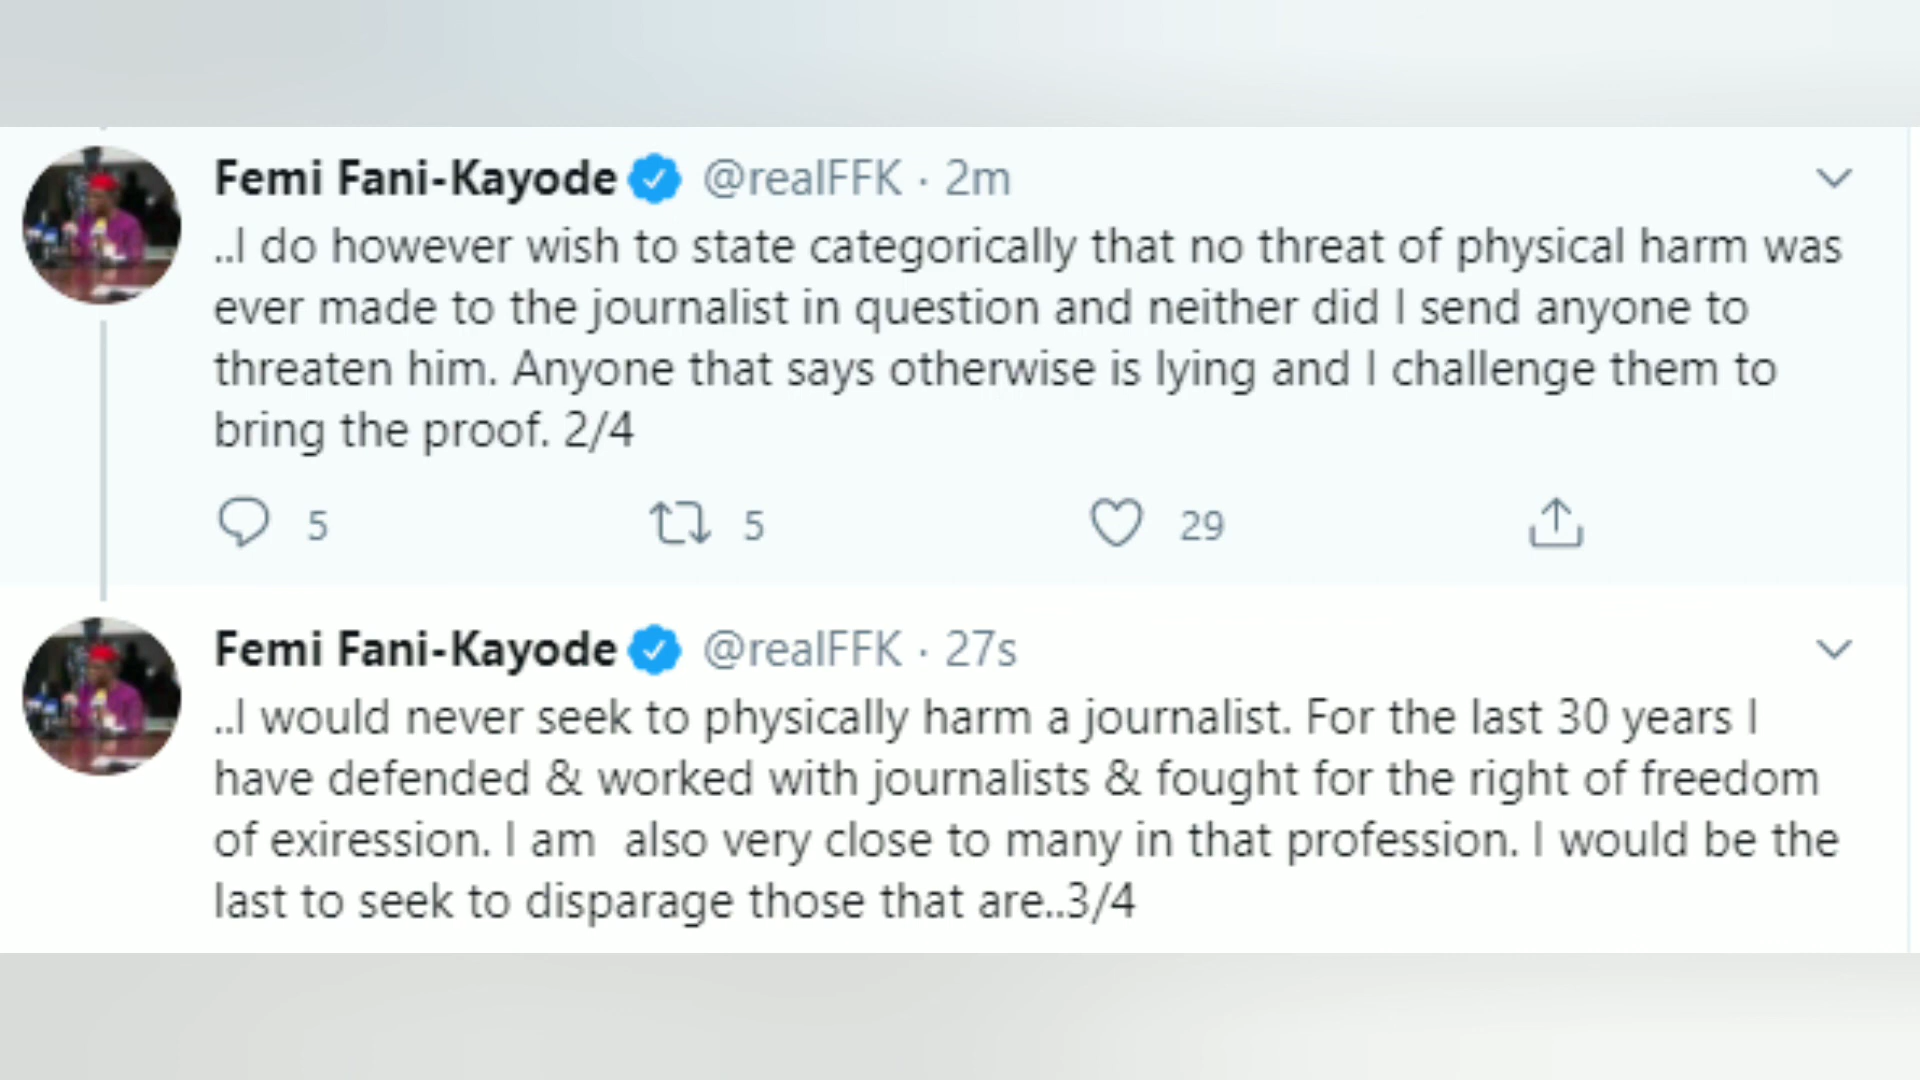 Femi Fani-Kayode @realFFK · 2m
..I do however wish to state categorically that no threat of physical harm was
ever made to the journalist in question and neither did I send anyone to
threaten him. Anyone that says otherwise is lying and I challenge them to
bring the proof. 2/4
5 5 29
Femi Fani-Kayode @realFFK · 27s
..I would never seek to physically harm a journalist. For the last 30 years I
have defended & worked with journalists & fought for the right of freedom
of exiression. I am  also very close to many in that profession. I would be the
last to seek to disparage those that are..3/4